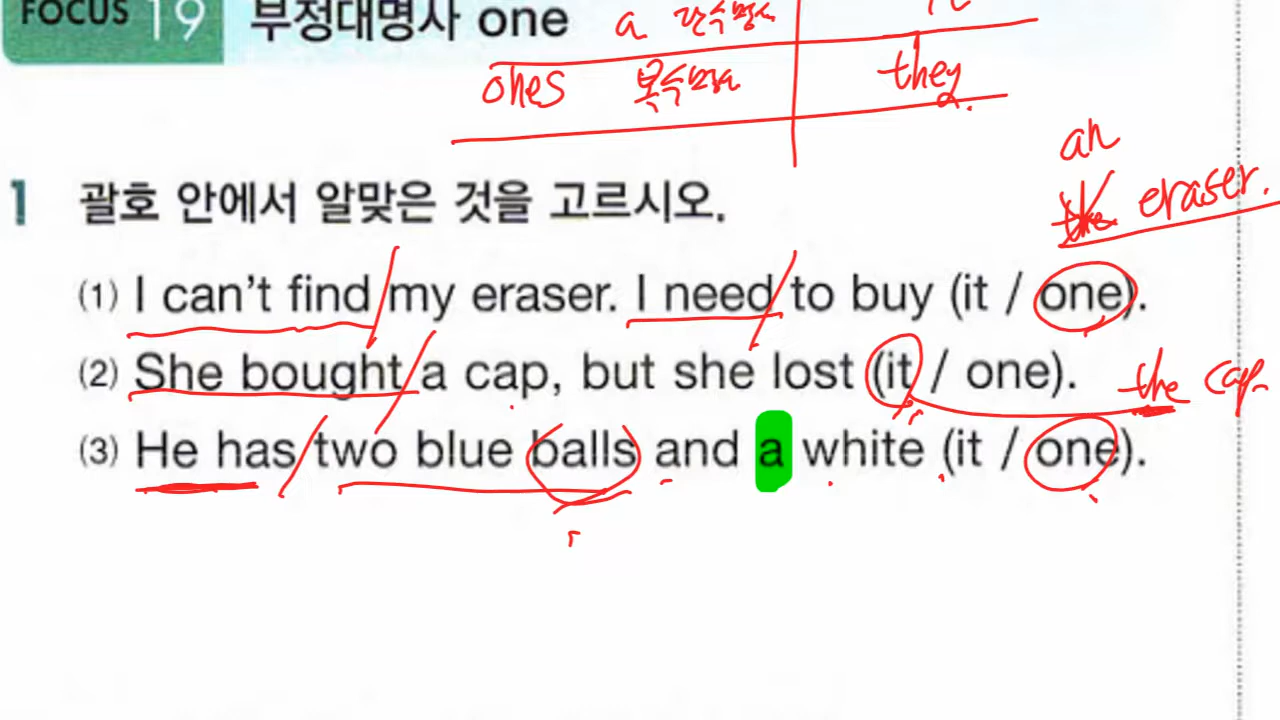 FOCUS 19 부정대명사 one
a 단수명사
ones 복수명사 they
an
the eraser.
1 괄호 안에서 알맞은 것을 고르시오.
(1) I can't find my eraser. I need to buy (it / one).
(2) She bought a cap, but she lost (it / one).
the cap
(3) He has two blue balls and a white (it / one).